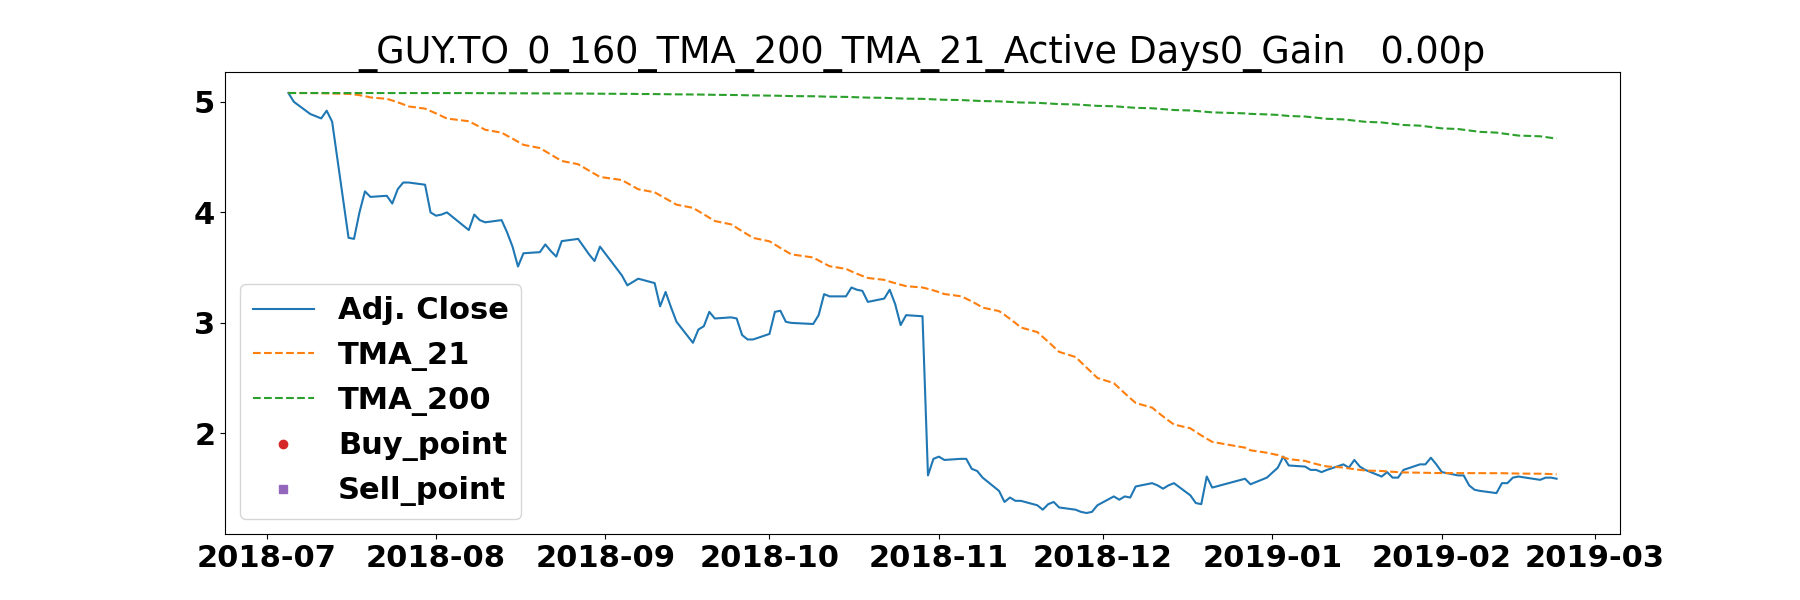 _GUY.TO_0_160_TMA_200_TMA_21_Active Days0_Gain   0.00p
5
4
3
2
Adj. Close
TMA_21
TMA_200
Buy_point
Sell_point
2018-07 2018-08 2018-09 2018-10 2018-11 2018-12 2019-01 2019-02 2019-03